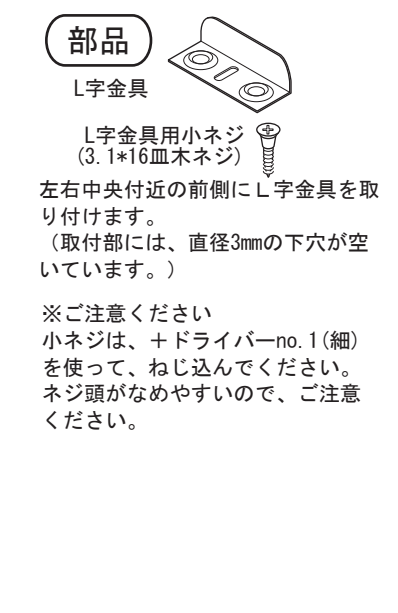 部品
L字金具
L字金具用小ネジ
(3.1*16皿木ネジ)
左右中央付近の前側にL字金具を取
り付けます。
（取付部には、直径3mmの下穴が空
いています。）
※ご注意ください
小ネジは、＋ドライバーno.1(細)
を使って、ねじ込んでください。
ネジ頭がなめやすいので、ご注意
ください。